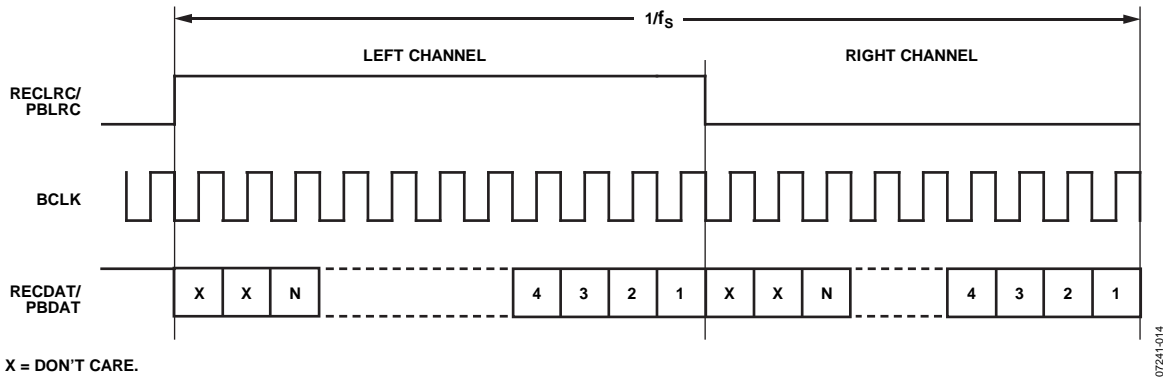 1/fS
LEFT CHANNEL
RIGHT CHANNEL
RECLRC/
PBLRC
BCLK
RECDAT/
PBDAT
X X N 4 3 2 1 X X N 4 3 2 1
X = DON'T CARE.
07241-014